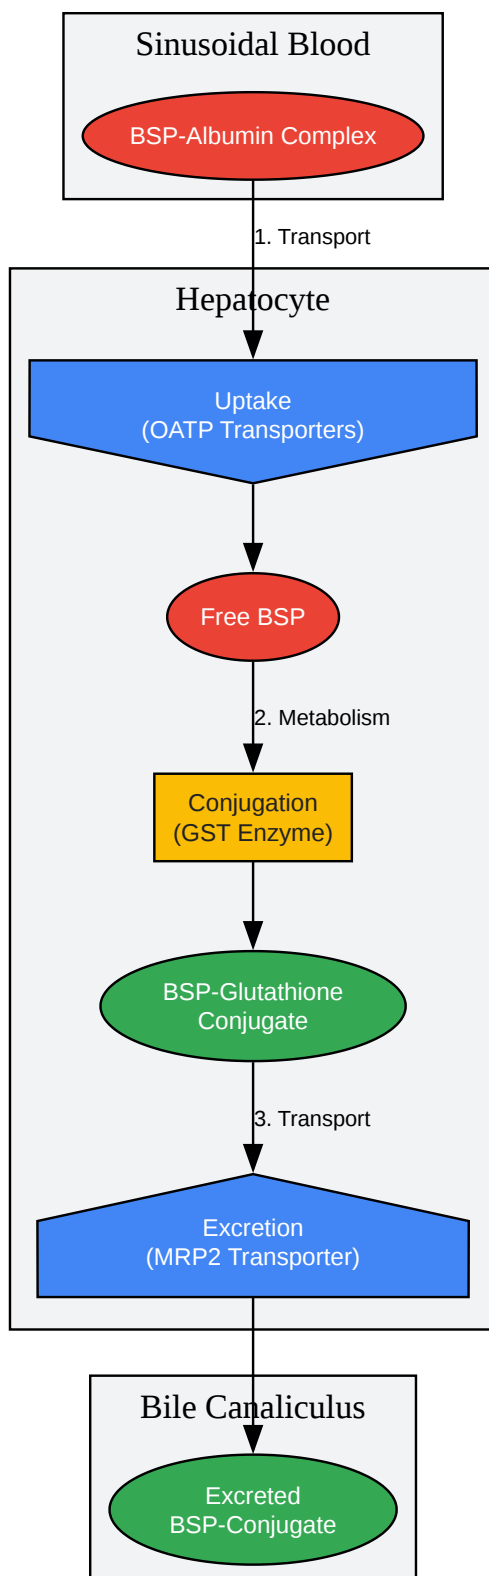 Sinusoidal Blood
BSP-Albumin Complex
1. Transport
Hepatocyte
Uptake
(OATP Transporters)
Free BSP
2. Metabolism
Conjugation
(GST Enzyme)
BSP-Glutathione
Conjugate
3. Transport
Excretion
(MRP2 Transporter)
Bile Canaliculus
Excreted
BSP-Conjugate